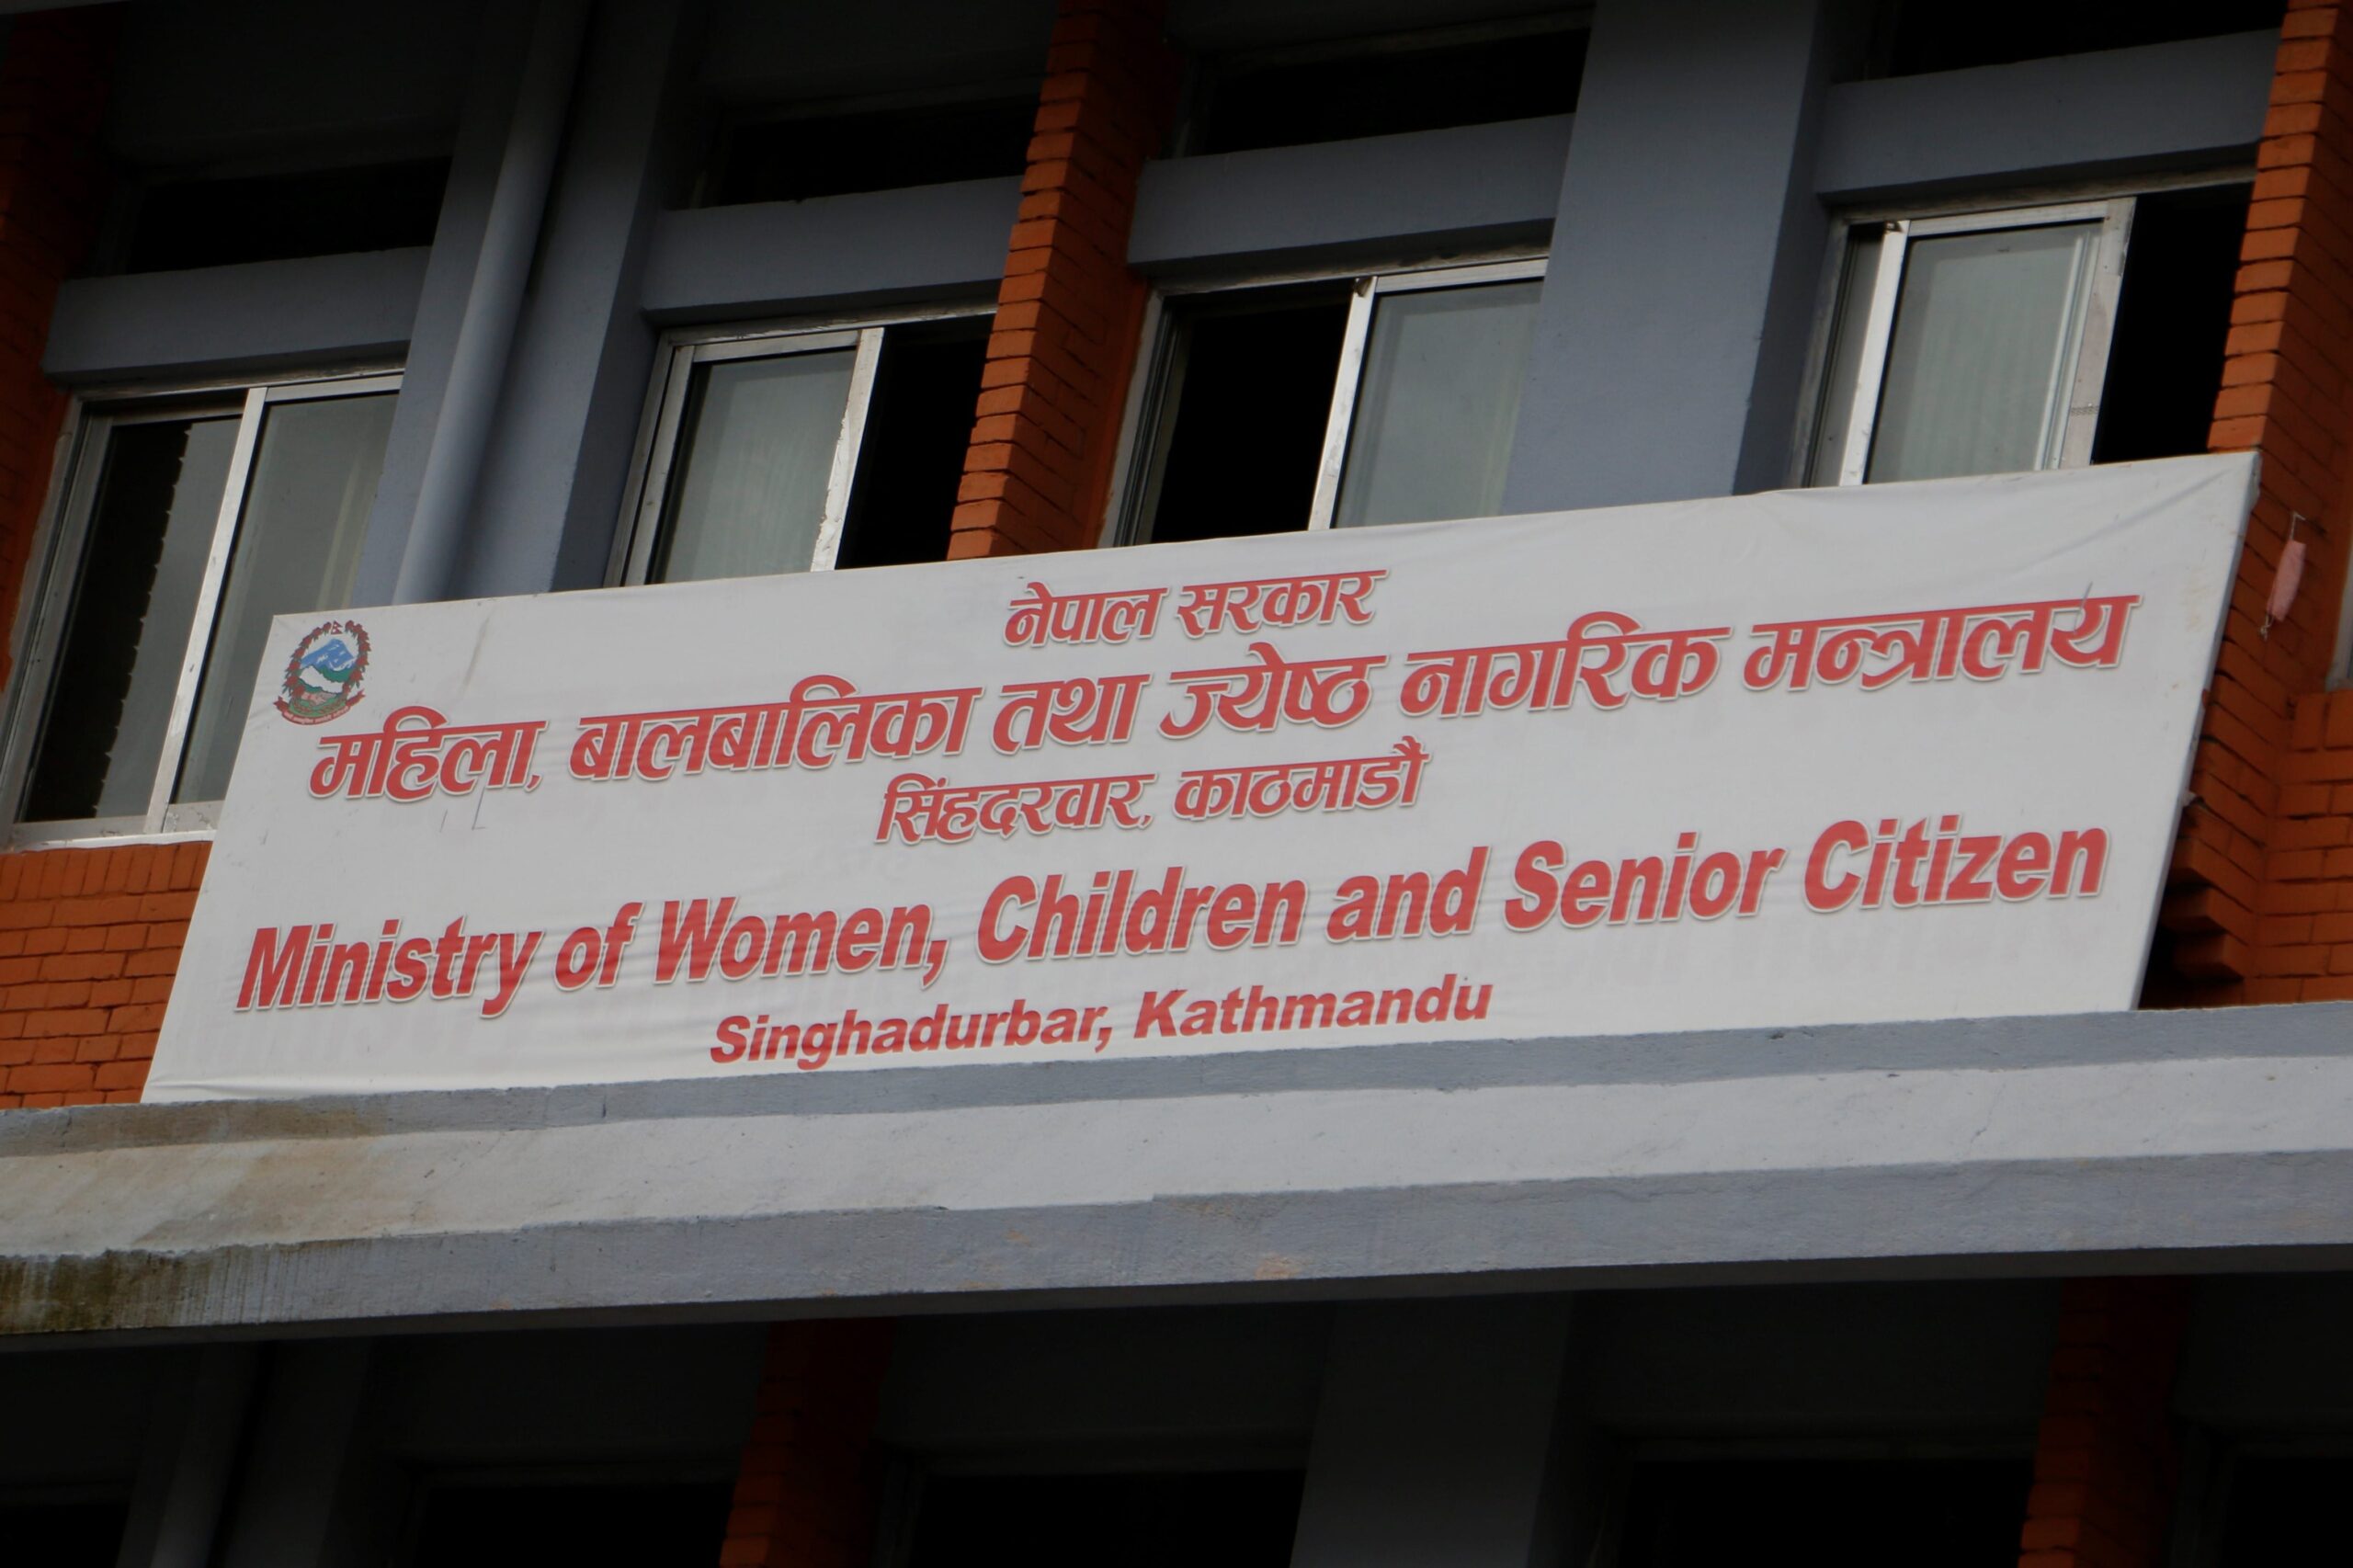 नेपाल सरकार
महिला, बालबालिका तथा ज्येष्ठ नागरिक मन्त्रालय
सिंहदरवार, काठमाडौं
Ministry of Women, Children and Senior Citizen
Singhadurbar, Kathmandu